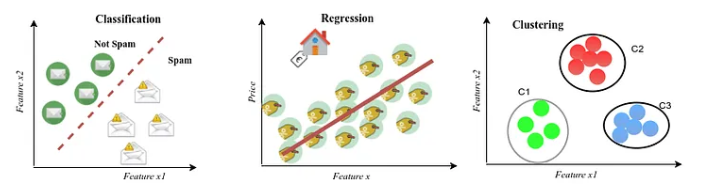 Classification
Not Spam
Spam
Feature x2
Feature x1
Regression
€
Price
Feature x
Clustering
C2
C1
C3
Feature x2
Feature x1